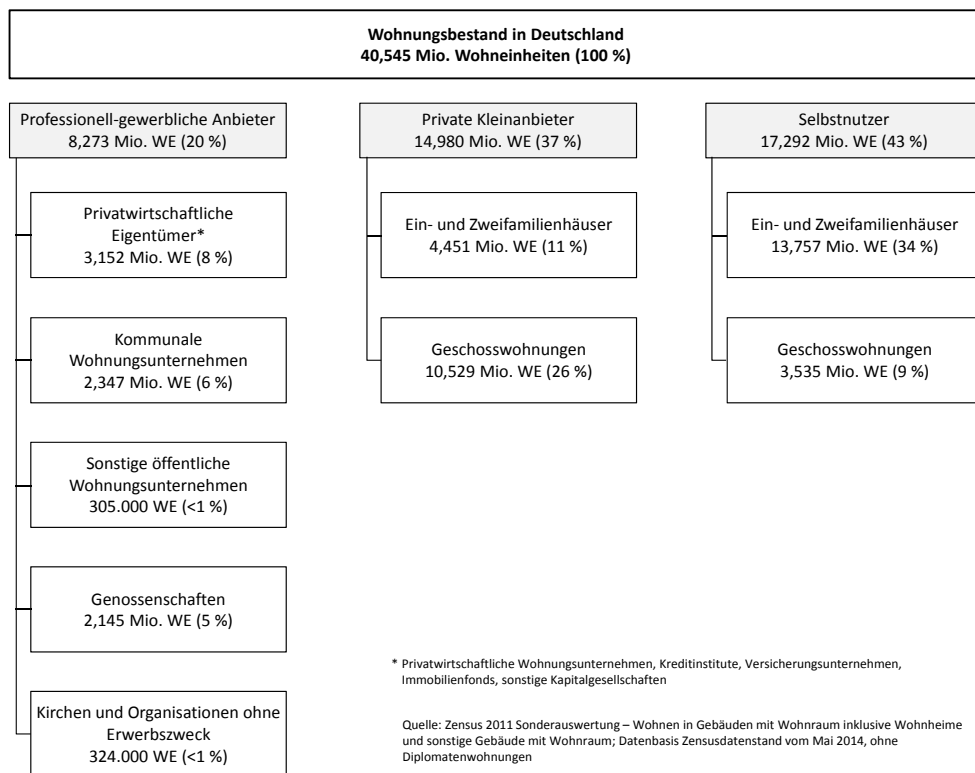 Wohnungsbestand in Deutschland
40,545 Mio. Wohneinheiten (100 %)
Professionell-gewerbliche Anbieter
8,273 Mio. WE (20 %)
Privatwirtschaftliche
Eigentümer*
3,152 Mio. WE (8 %)
Kommunale
Wohnungsunternehmen
2,347 Mio. WE (6 %)
Sonstige öffentliche
Wohnungsunternehmen
305.000 WE (<1 %)
Genossenschaften
2,145 Mio. WE (5 %)
Kirchen und Organisationen ohne
Erwerbszweck
324.000 WE (<1 %)
Private Kleinanbieter
14,980 Mio. WE (37 %)
Ein- und Zweifamilienhäuser
4,451 Mio. WE (11 %)
Geschosswohnungen
10,529 Mio. WE (26 %)
Selbstnutzer
17,292 Mio. WE (43 %)
Ein- und Zweifamilienhäuser
13,757 Mio. WE (34 %)
Geschosswohnungen
3,535 Mio. WE (9 %)
* Privatwirtschaftliche Wohnungsunternehmen, Kreditinstitute, Versicherungsunternehmen,
Immobilienfonds, sonstige Kapitalgesellschaften
Quelle: Zensus 2011 Sonderauswertung – Wohnen in Gebäuden mit Wohnraum inklusive Wohnheime
und sonstige Gebäude mit Wohnraum; Datenbasis Zensusdatenstand vom Mai 2014, ohne
Diplomatenwohnungen